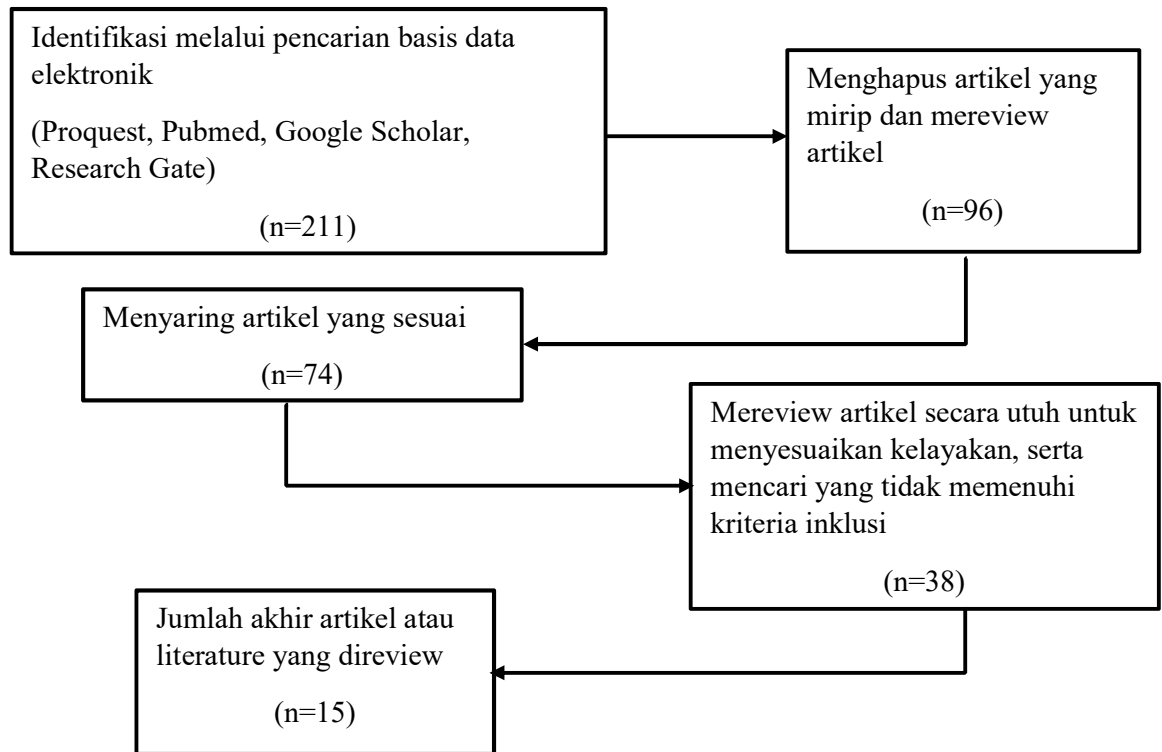 Identifikasi melalui pencarian basis data
elektronik
(Proquest, Pubmed, Google Scholar,
Research Gate)
(n=211)
Menghapus artikel yang
mirip dan mereview
artikel
(n=96)
Menyaring artikel yang sesuai
(n=74)
Mereview artikel secara utuh untuk
menyesuaikan kelayakan, serta
mencari yang tidak memenuhi
kriteria inklusi
(n=38)
Jumlah akhir artikel atau
literature yang direview
(n=15)